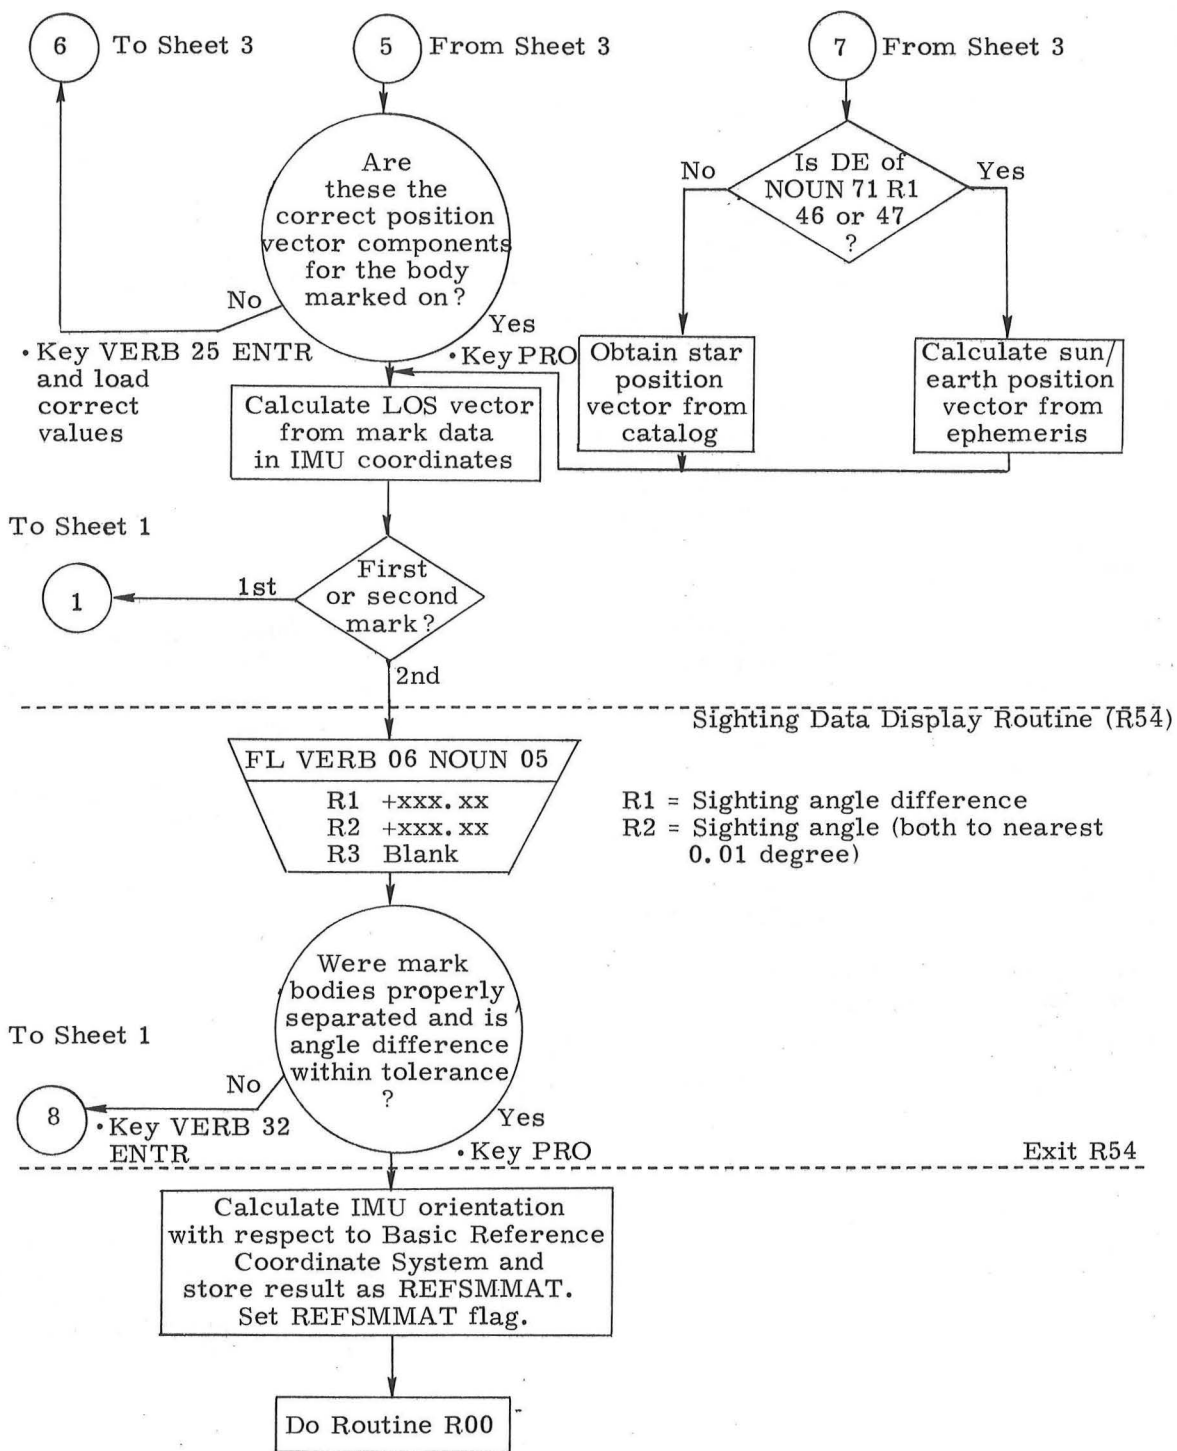 6
To Sheet 3
5
From Sheet 3
7
From Sheet 3
Are
these the
correct position
vector components
for the body
marked on?
No
Yes
• Key VERB 25 ENTR
and load
correct
values
• Key PRO
Is DE of
NOUN 71 R1
46 or 47
?
No
Yes
Obtain star
position
vector from
catalog
Calculate sun/
earth position
vector from
ephemeris
Calculate LOS vector
from mark data
in IMU coordinates
To Sheet 1
1
1st
First
or second
mark?
2nd
Sighting Data Display Routine (R54)
FL VERB 06 NOUN 05
R1 +xxx.xx
R2 +xxx.xx
R3 Blank
R1 = Sighting angle difference
R2 = Sighting angle (both to nearest
0.01 degree)
Were mark
bodies properly
separated and is
angle difference
within tolerance
?
To Sheet 1
8
No
• Key VERB 32
ENTR
Yes
• Key PRO
Exit R54
Calculate IMU orientation
with respect to Basic Reference
Coordinate System and
store result as REFSMMAT.
Set REFSMMAT flag.
Do Routine R00